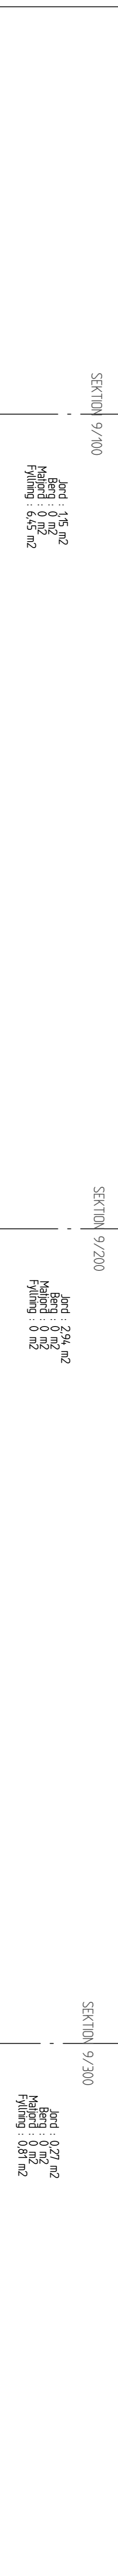 SEKTION 9/100
Jord : 1,15 m2
Berg : 0 m2
Matjord : 0 m2
Fyllning : 6,45 m2
SEKTION 9/200
Jord : 2,94 m2
Berg : 0 m2
Matjord : 0 m2
Fyllning : 0 m2
SEKTION 9/300
Jord : 0,27 m2
Berg : 0 m2
Matjord : 0 m2
Fyllning : 0,81 m2